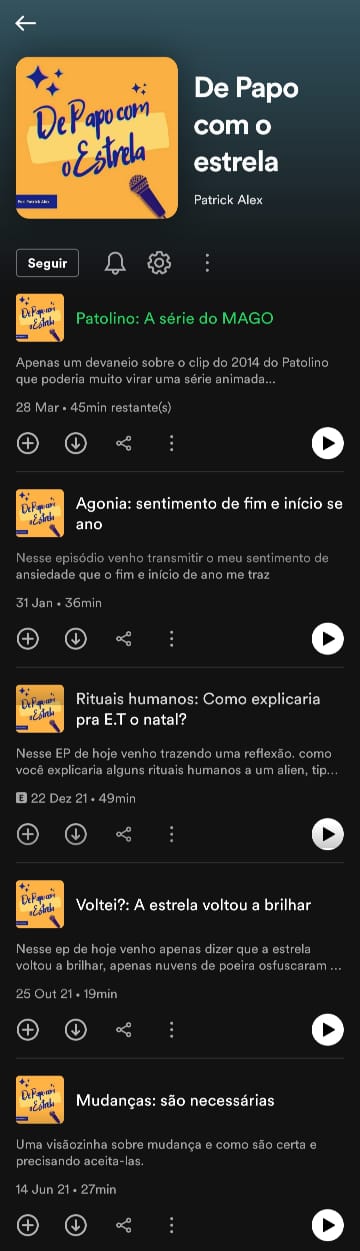 De Papo com
o Estrela
Por: Patrick Alex
De Papo
com o
estrela
Patrick Alex
Seguir
De Papo com
o Estrela
Patolino: A série do MAGO
Apenas um devaneio sobre o clip do 2014 do Patolino
que poderia muito virar uma série animada...
28 Mar • 45min restante(s)
De Papo com
o Estrela
Agonia: sentimento de fim e início se
ano
Nesse episódio venho transmitir o meu sentimento de
ansiedade que o fim e início de ano me traz
31 Jan • 36min
De Papo com
o Estrela
Rituais humanos: Como explicaria
pra E.T o natal?
Nesse EP de hoje venho trazendo uma reflexão. como
você explicaria alguns rituais humanos a um alien, tip...
E 22 Dez 21 • 49min
De Papo com
o Estrela
Voltei?: A estrela voltou a brilhar
Nesse ep de hoje venho apenas dizer que a estrela
voltou a brilhar, apenas nuvens de poeira osfuscaram ...
25 Out 21 • 19min
De Papo com
o Estrela
Mudanças: são necessárias
Uma visãozinha sobre mudança e como são certa e
precisando aceita-las.
14 Jun 21 • 27min